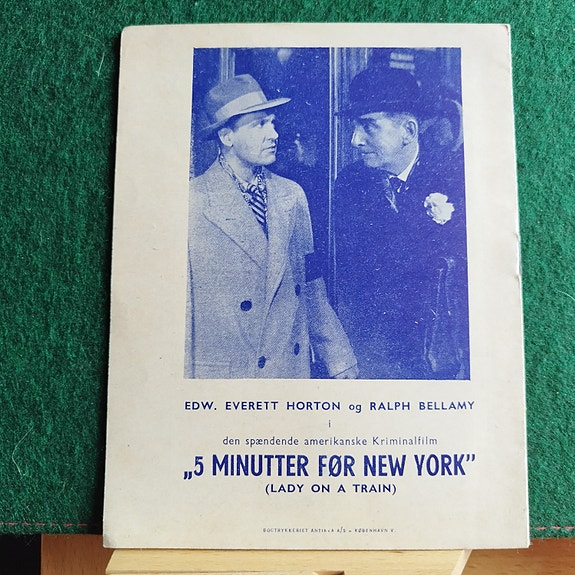 EDW. EVERETT HORTON og RALPH BELLAMY
i
den spændende amerikanske Kriminalfilm
„5 MINUTTER FØR NEW YORK”
(LADY ON A TRAIN)
BOGTRYKKERIET ANTIKVA A/S - KØBENHAVN V.